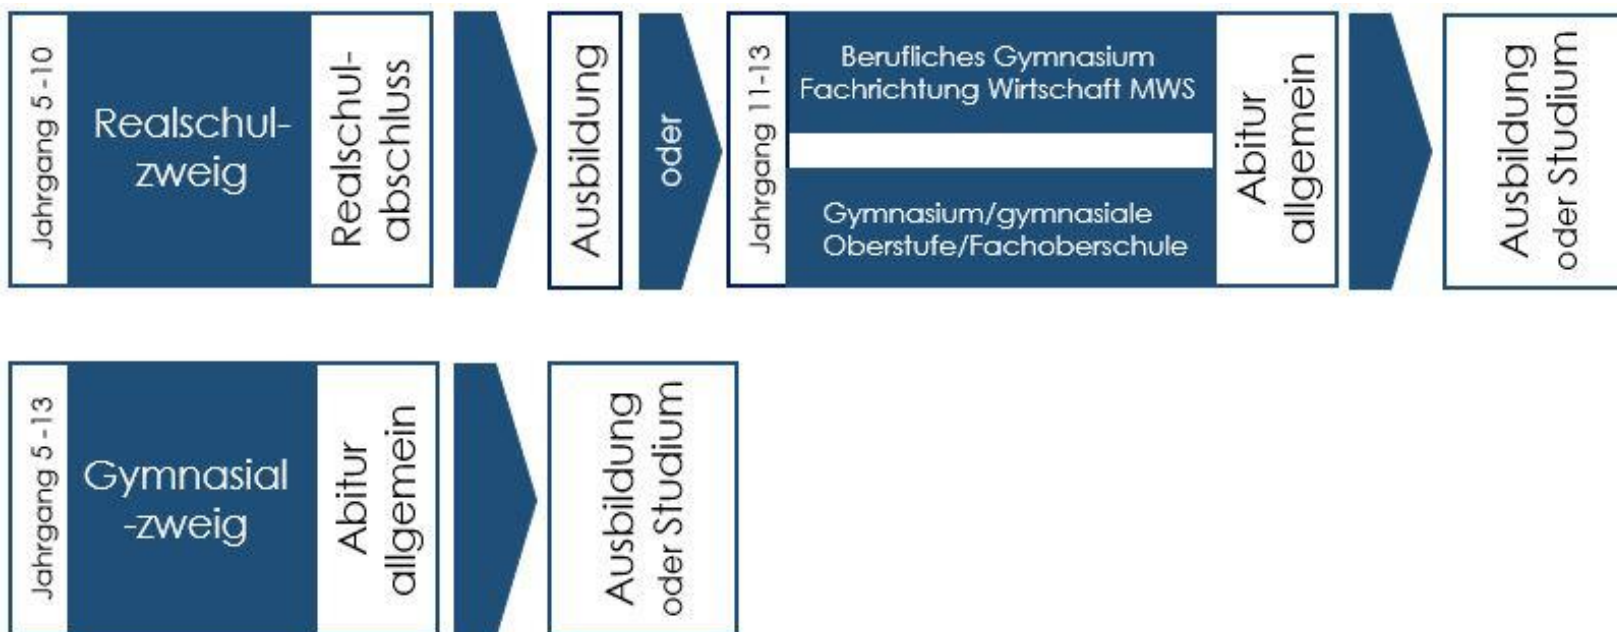 Jahrgang 5 -10
Realschul-
zweig
Realschul-
abschluss
Ausbildung
oder
Jahrgang 11-13
Berufliches Gymnasium
Fachrichtung Wirtschaft MWS
Gymnasium/gymnasiale
Oberstufe/Fachoberschule
Abitur
allgemein
Ausbildung
oder Studium
Jahrgang 5 -13
Gymnasial
-zweig
Abitur
allgemein
Ausbildung
oder Studium